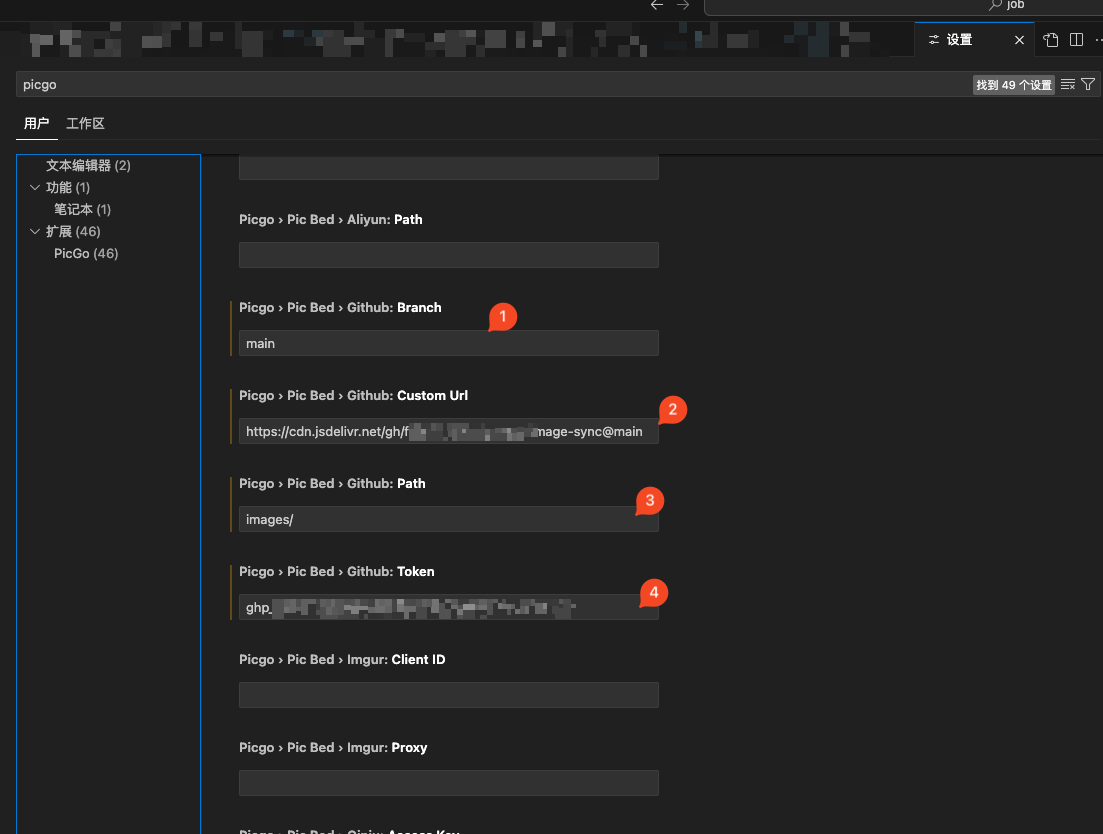 job
设置
picgo
找到 49 个设置
用户
工作区
文本编辑器 (2)
功能 (1)
笔记本 (1)
扩展 (46)
PicGo (46)
Picgo › Pic Bed › Aliyun: Path
Picgo › Pic Bed › Github: Branch
1
main
Picgo › Pic Bed › Github: Custom Url
2
https://cdn.jsdelivr.net/gh/f mage-sync@main
Picgo › Pic Bed › Github: Path
3
images/
Picgo › Pic Bed › Github: Token
4
ghp_
Picgo › Pic Bed › Imgur: Client ID
Picgo › Pic Bed › Imgur: Proxy